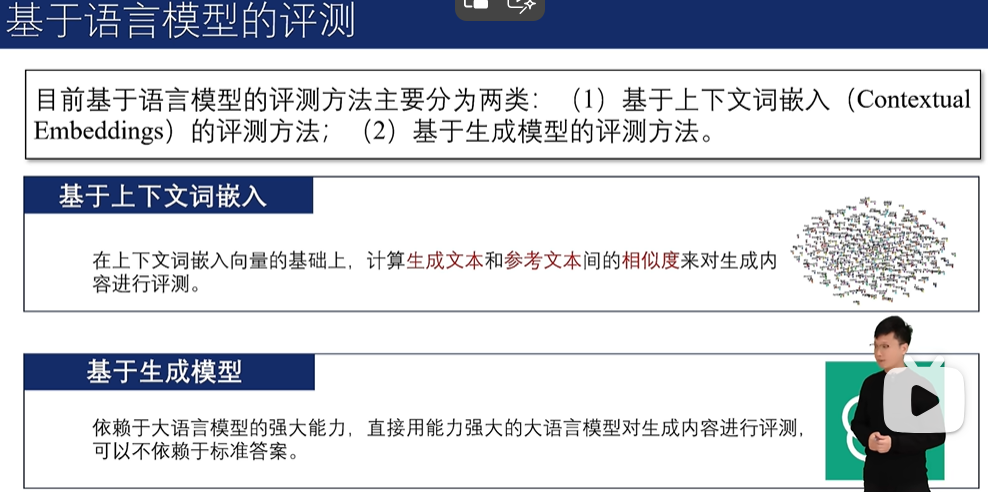 基于语言模型的评测
目前基于语言模型的评测方法主要分为两类：（1）基于上下文词嵌入（Contextual
Embeddings）的评测方法；（2）基于生成模型的评测方法。
基于上下文词嵌入
在上下文词嵌入向量的基础上，计算生成文本和参考文本间的相似度来对生成内
容进行评测。
基于生成模型
依赖于大语言模型的强大能力，直接用能力强大的大语言模型对生成内容进行评测，
可以不依赖于标准答案。